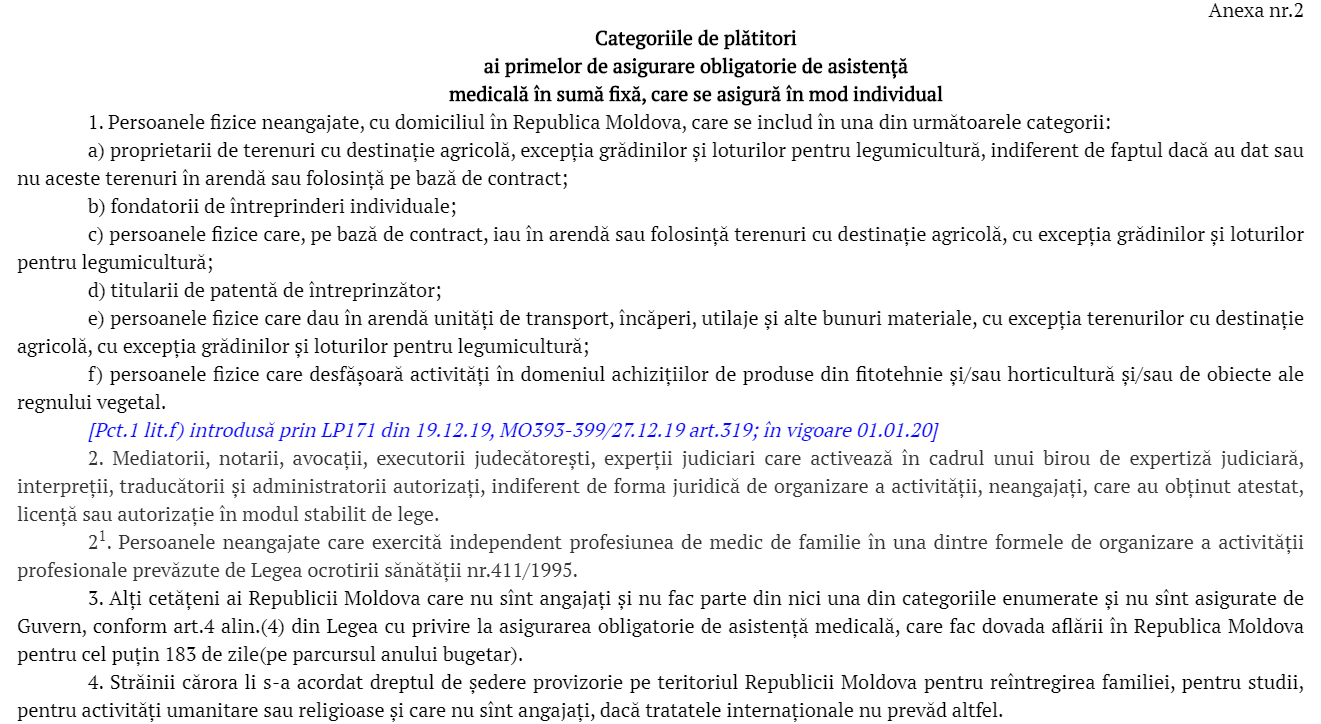 Anexa nr.2
Categoriile de plătitori
ai primelor de asigurare obligatorie de asistență
medicală în sumă fixă, care se asigură în mod individual
1. Persoanele fizice neangajate, cu domiciliul în Republica Moldova, care se includ în una din următoarele categorii:
a) proprietarii de terenuri cu destinație agricolă, excepția grădinilor și loturilor pentru legumicultură, indiferent de faptul dacă au dat sau
nu aceste terenuri în arendă sau folosință pe bază de contract;
b) fondatorii de întreprinderi individuale;
c) persoanele fizice care, pe bază de contract, iau în arendă sau folosință terenuri cu destinație agricolă, cu excepția grădinilor și loturilor
pentru legumicultură;
d) titularii de patentă de întreprinzător;
e) persoanele fizice care dau în arendă unități de transport, încăperi, utilaje și alte bunuri materiale, cu excepția terenurilor cu destinație
agricolă, cu excepția grădinilor și loturilor pentru legumicultură;
f) persoanele fizice care desfășoară activități în domeniul achizițiilor de produse din fitotehnie și/sau horticultură și/sau de obiecte ale
regnului vegetal.
[Pct.1 lit.f) introdusă prin LP171 din 19.12.19, MO393-399/27.12.19 art.319; în vigoare 01.01.20]
2. Mediatorii, notarii, avocații, executorii judecătorești, experții judiciari care activează în cadrul unui birou de expertiză judiciară,
interpreții, traducătorii și administratorii autorizați, indiferent de forma juridică de organizare a activității, neangajați, care au obținut atestat,
licență sau autorizație în modul stabilit de lege.
2¹. Persoanele neangajate care exercită independent profesiunea de medic de familie în una dintre formele de organizare a activității
profesionale prevăzute de Legea ocrotirii sănătății nr.411/1995.
3. Alți cetățeni ai Republicii Moldova care nu sînt angajați și nu fac parte din nici una din categoriile enumerate și nu sînt asigurate de
Guvern, conform art.4 alin.(4) din Legea cu privire la asigurarea obligatorie de asistență medicală, care fac dovada aflării în Republica Moldova
pentru cel puțin 183 de zile(pe parcursul anului bugetar).
4. Străinii cărora li s-a acordat dreptul de ședere provizorie pe teritoriul Republicii Moldova pentru reîntregirea familiei, pentru studii,
pentru activități umanitare sau religioase și care nu sînt angajați, dacă tratatele internaționale nu prevăd altfel.